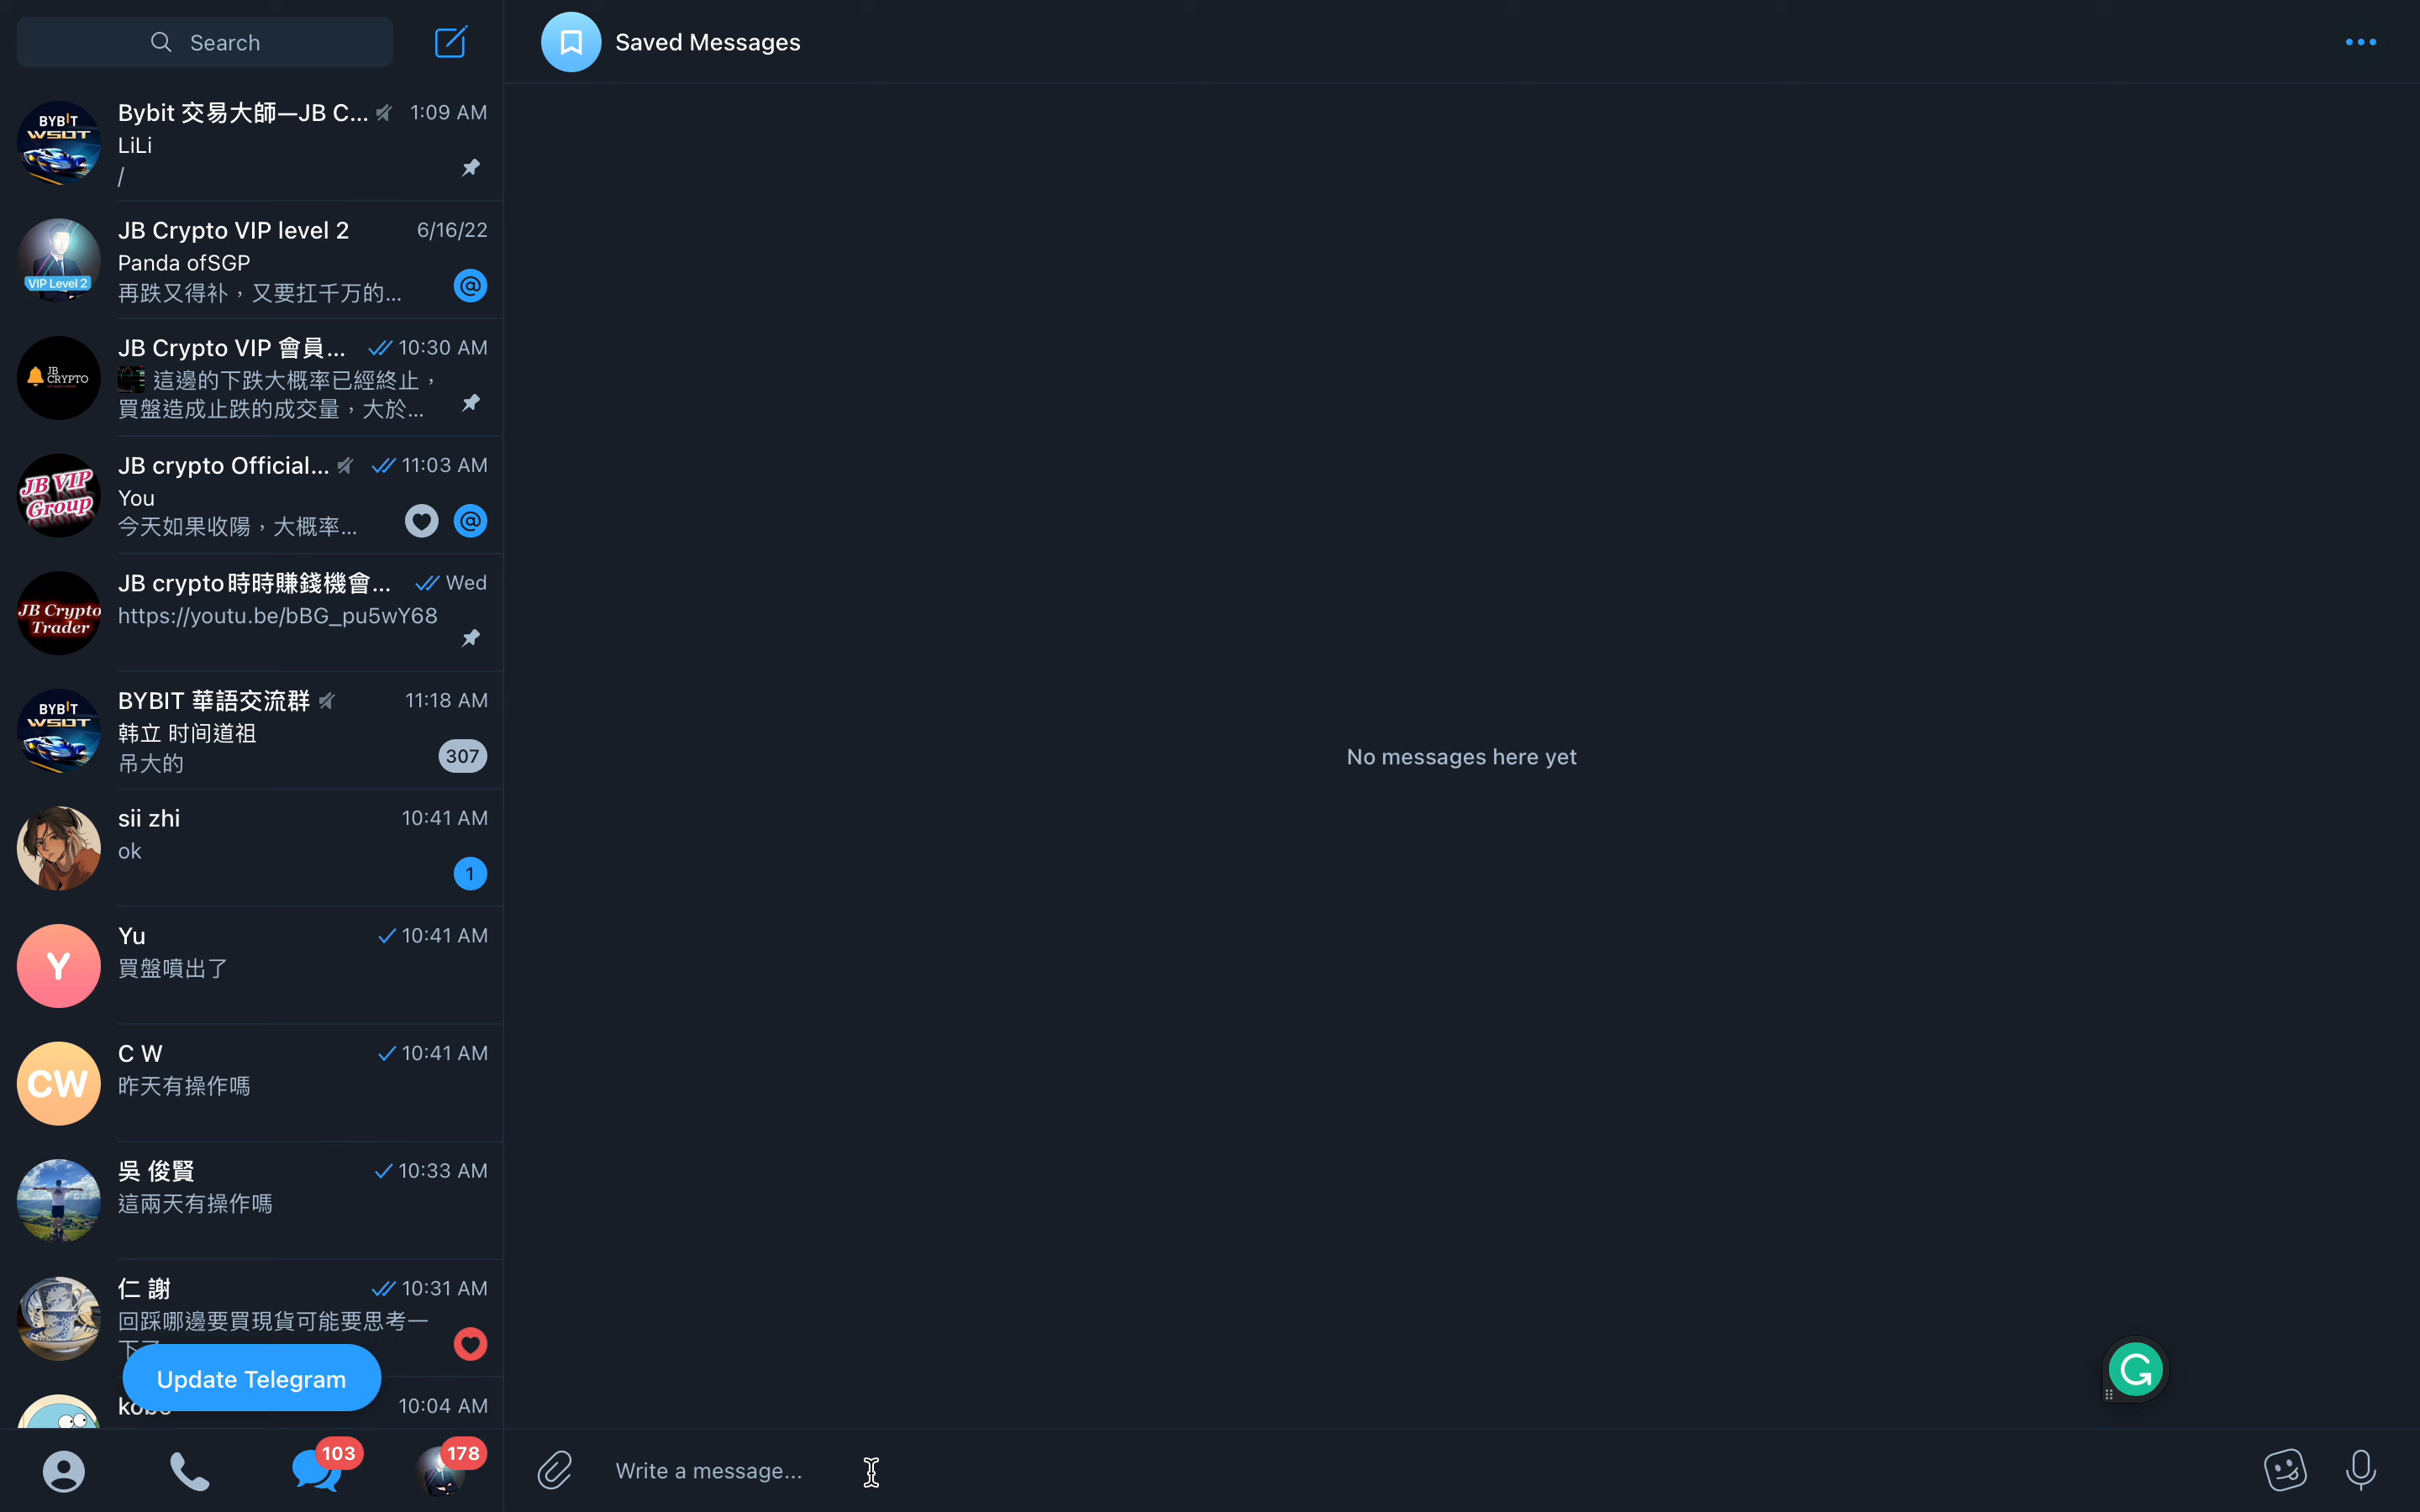 Search
Saved Messages
BYBIT
WSOT
Bybit 交易大師—JB C... 1:09 AM
LiLi
/
VIP Level 2
JB Crypto VIP level 2 6/16/22
Panda ofSGP
再跌又得补，又要扛千万的... @
JB CRYPTO
JB Crypto VIP 會員... 10:30 AM
這邊的下跌大概率已經終止，
買盤造成止跌的成交量，大於...
JB VIP
Group
JB crypto Official... 11:03 AM
You
今天如果收陽，大概率... @
JB Crypto
Trader
JB crypto時時賺錢機會... Wed
https://youtu.be/bBG_pu5wY68
BYBIT
WSOT
BYBIT 華語交流群 11:18 AM
韩立 时间道祖
吊大的 307
sii zhi 10:41 AM
ok
1
Y
Yu 10:41 AM
買盤噴出了
CW
C W 10:41 AM
昨天有操作嗎
吳 俊賢 10:33 AM
這兩天有操作嗎
仁 謝 10:31 AM
回踩哪邊要買現貨可能要思考一
Update Telegram
10:04 AM
103
178
No messages here yet
G
Write a message...